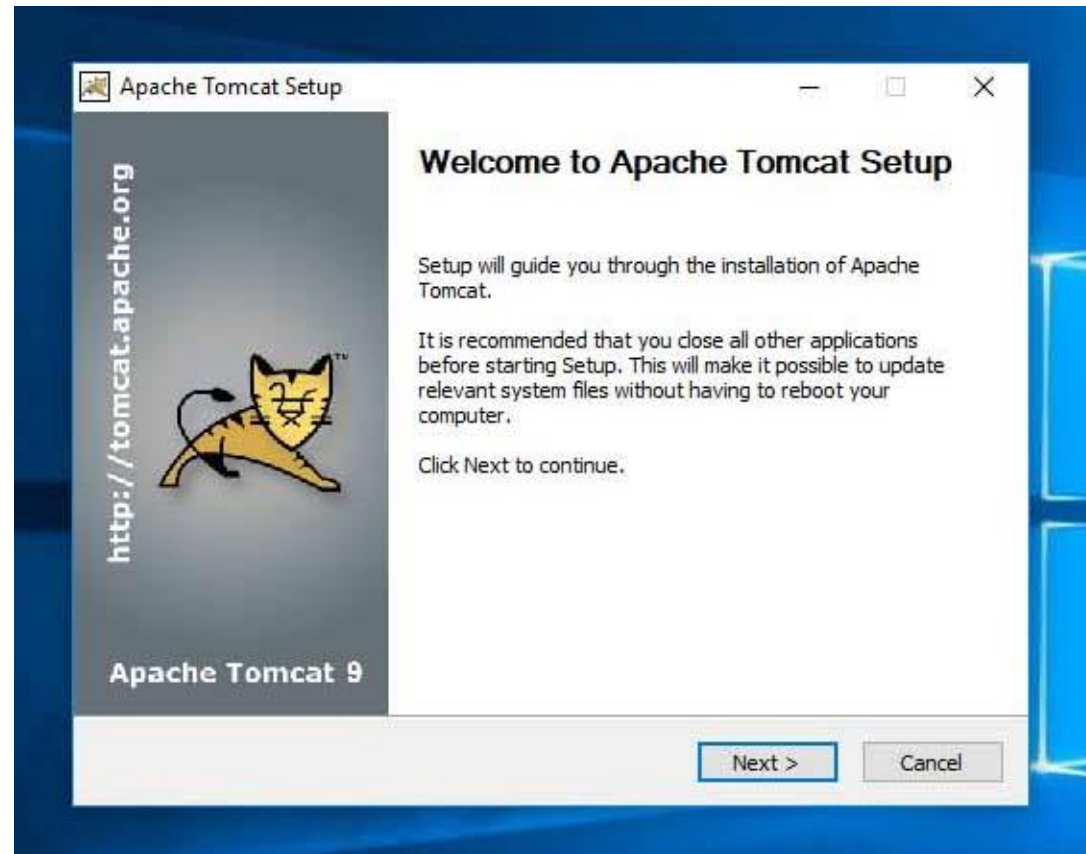 Apache Tomcat Setup
http://tomcat.apache.org
TM
Apache Tomcat 9
Welcome to Apache Tomcat Setup
Setup will guide you through the installation of Apache
Tomcat.
It is recommended that you close all other applications
before starting Setup. This will make it possible to update
relevant system files without having to reboot your
computer.
Click Next to continue.
Next >
Cancel